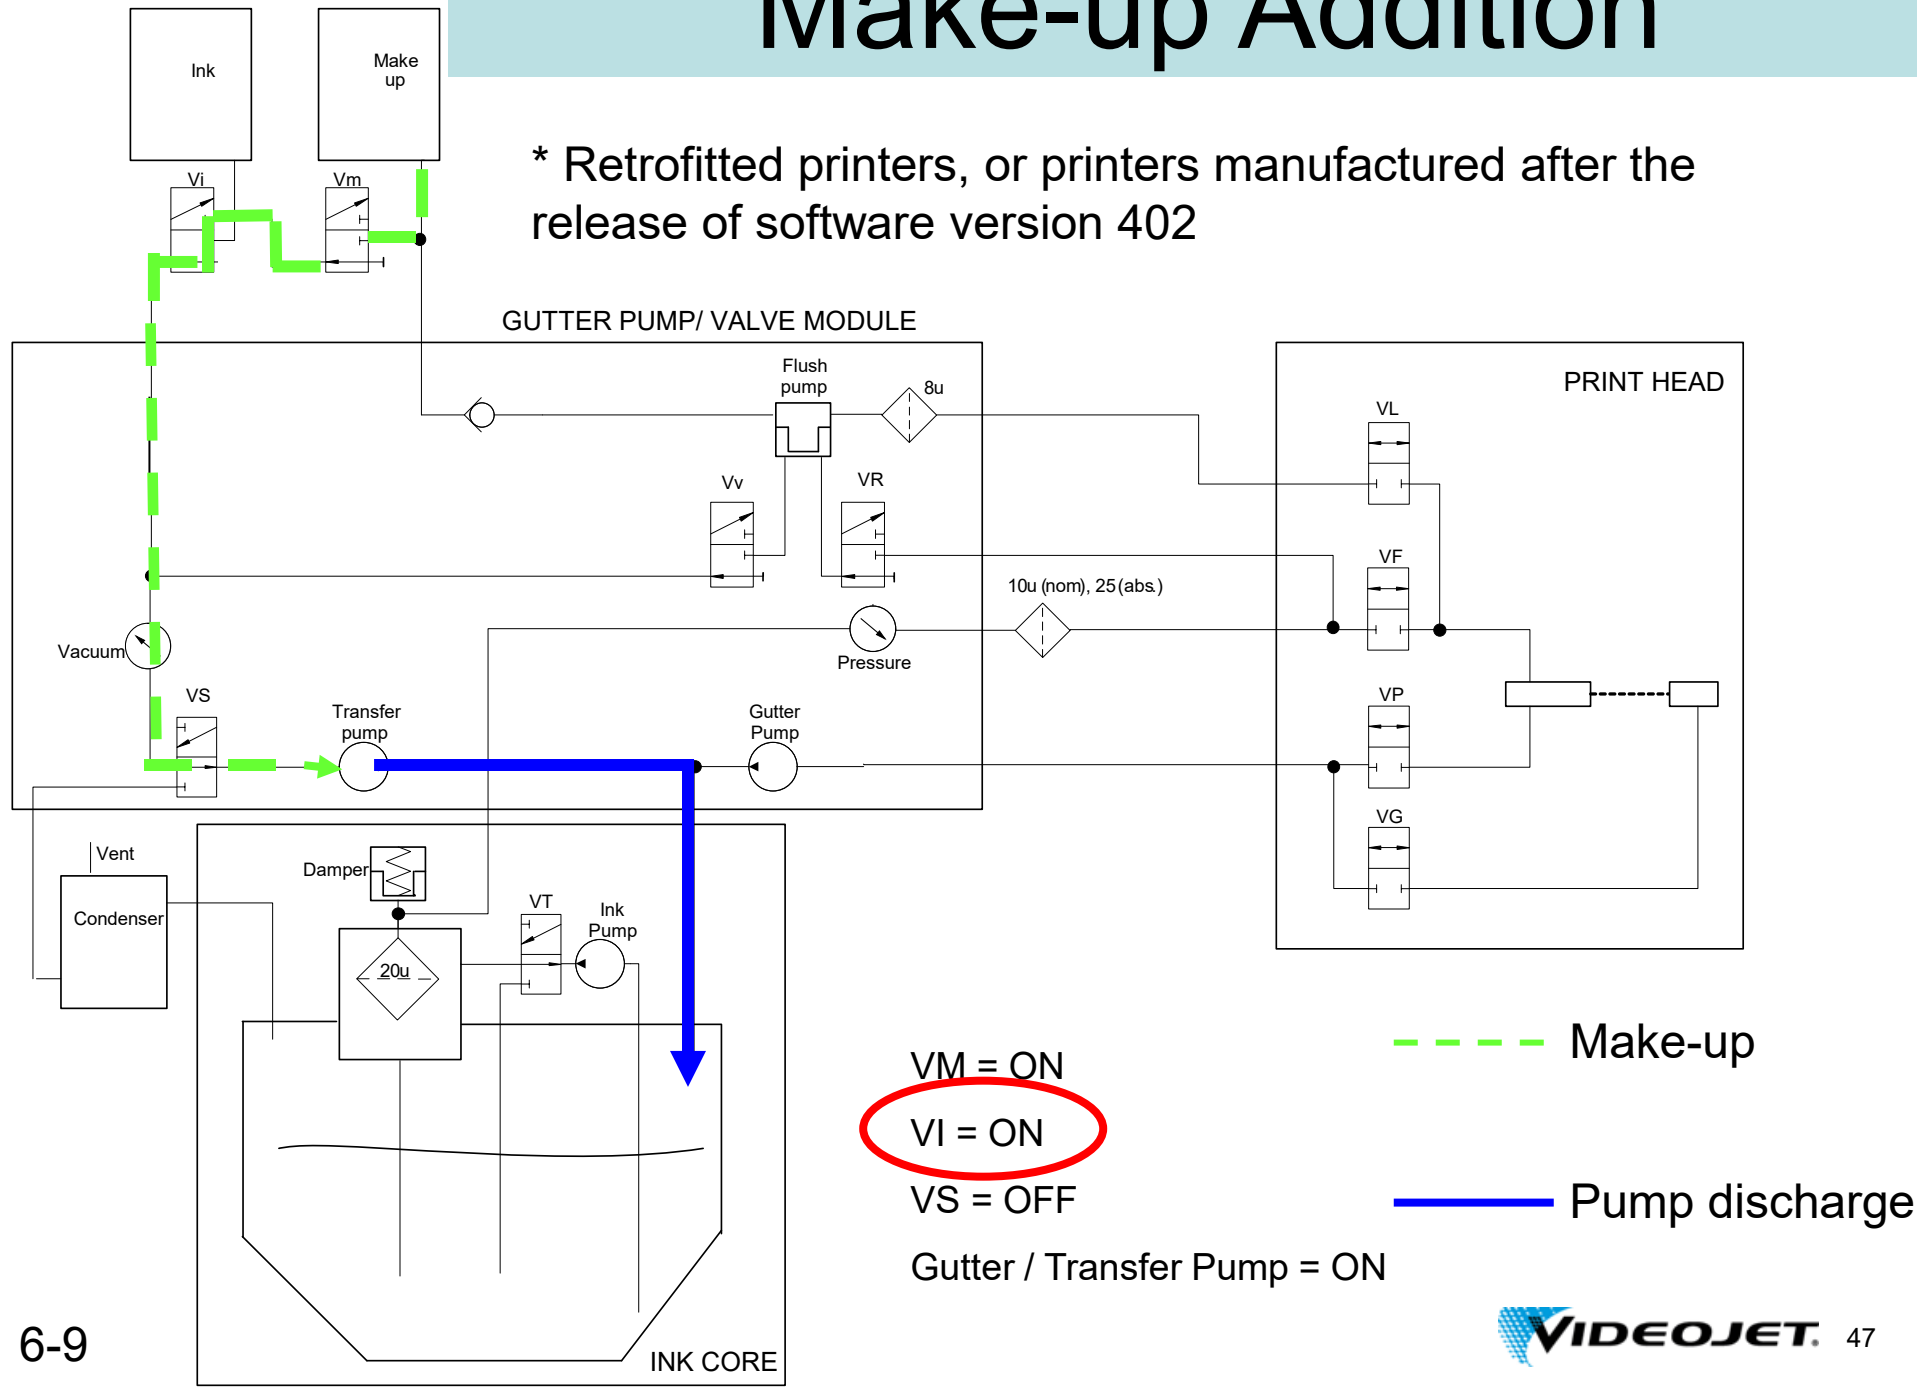 Make-up Addition
Ink
Make
up
* Retrofitted printers, or printers manufactured after the
release of software version 402
Vi
Vm
GUTTER PUMP/ VALVE MODULE
Flush
pump
8u
PRINT HEAD
VL
Vv
VR
VF
10u (nom), 25 (abs.)
Vacuum
Pressure
VS
Transfer
pump
Gutter
Pump
VP
VG
Vent
Damper
Condenser
VT
Ink
Pump
20u
VM = ON
VI = ON
VS = OFF
Gutter / Transfer Pump = ON
Make-up
Pump discharge
6-9
INK CORE
VIDEOJET.
47